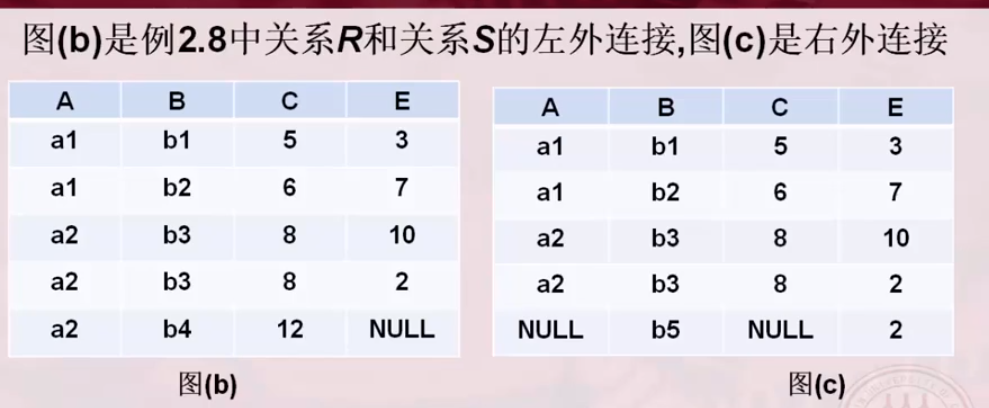 图(b)是例2.8中关系R和关系S的左外连接,图(c)是右外连接
A B C E
a1 b1 5 3
a1 b2 6 7
a2 b3 8 10
a2 b3 8 2
a2 b4 12 NULL
图(b)
A B C E
a1 b1 5 3
a1 b2 6 7
a2 b3 8 10
a2 b3 8 2
NULL b5 NULL 2
图(c)